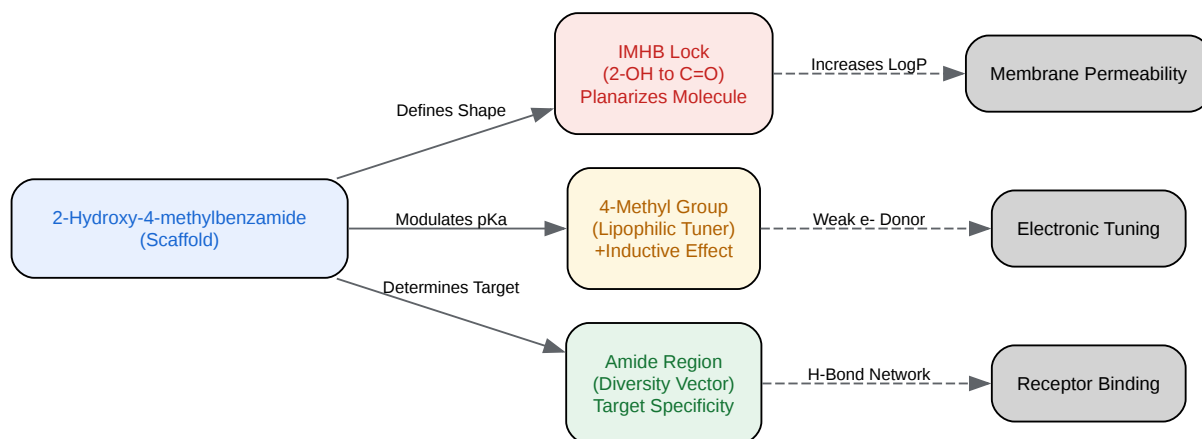 IMHB Lock
(2-OH to C=O)
Planarizes Molecule
Increases LogP
Membrane Permeability
Defines Shape
2-Hydroxy-4-methylbenzamide
(Scaffold)
Modulates pKa
4-Methyl Group
(Lipophilic Tuner)
+Inductive Effect
Weak e- Donor
Electronic Tuning
Determines Target
Amide Region
(Diversity Vector)
Target Specificity
H-Bond Network
Receptor Binding